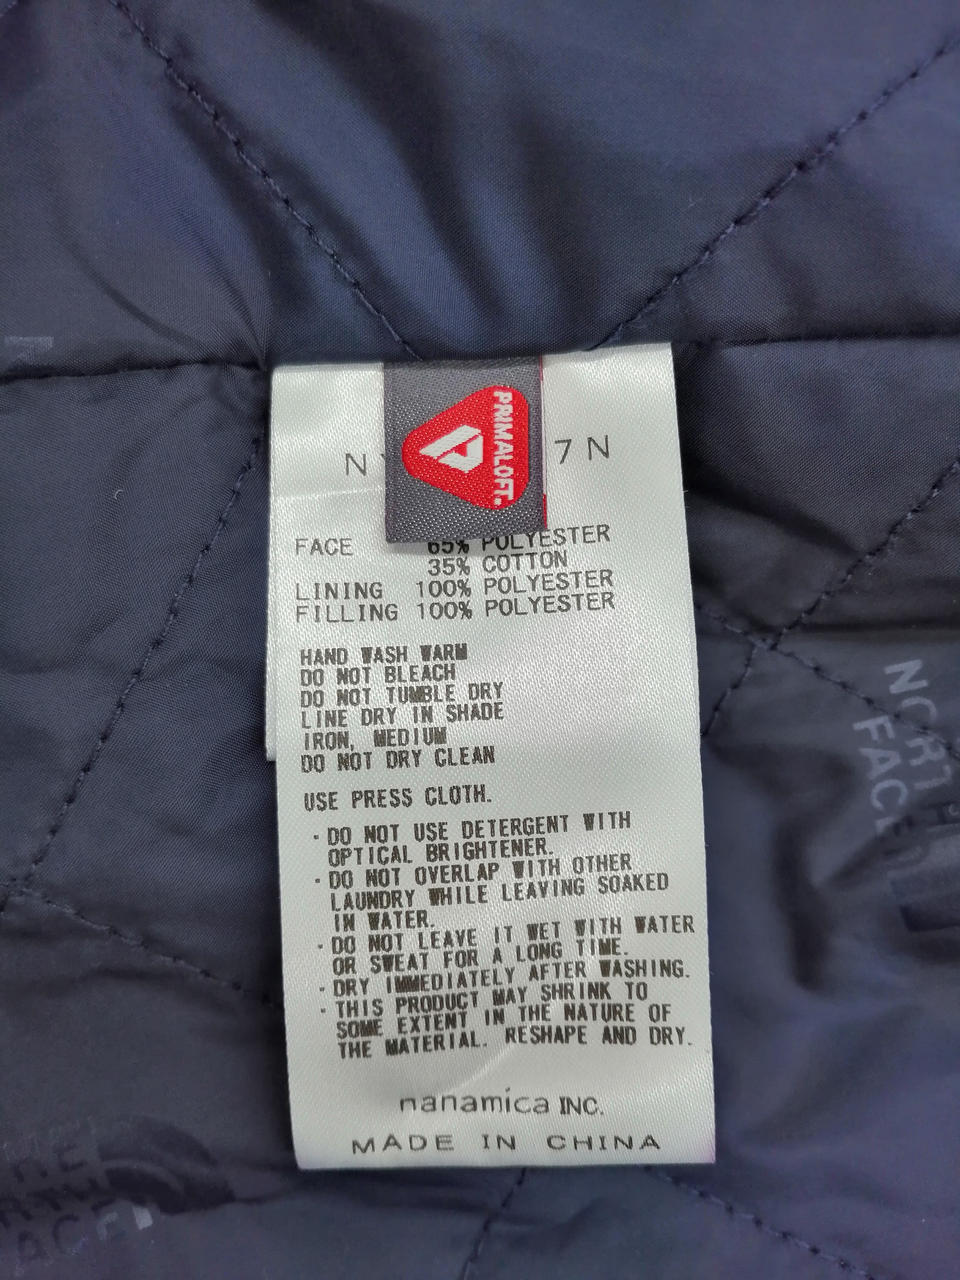 PRIMALOFT.
7N
FACE 65% POLYESTER
35% COTTON
LINING 100% POLYESTER
FILLING 100% POLYESTER
HAND WASH WARM
DO NOT BLEACH
DO NOT TUMBLE DRY
LINE DRY IN SHADE
IRON, MEDIUM
DO NOT DRY CLEAN
USE PRESS CLOTH.
・DO NOT USE DETERGENT WITH
OPTICAL BRIGHTENER.
・DO NOT OVERLAP WITH OTHER
LAUNDRY WHILE LEAVING SOAKED
IN WATER.
・DO NOT LEAVE IT WET WITH WATER
OR SWEAT FOR A LONG TIME.
・DRY IMMEDIATELY AFTER WASHING.
・THIS PRODUCT MAY SHRINK TO
SOME EXTENT IN THE NATURE OF
THE MATERIAL. RESHAPE AND DRY.
nanamica INC.
MADE IN CHINA
NORTH
FACE